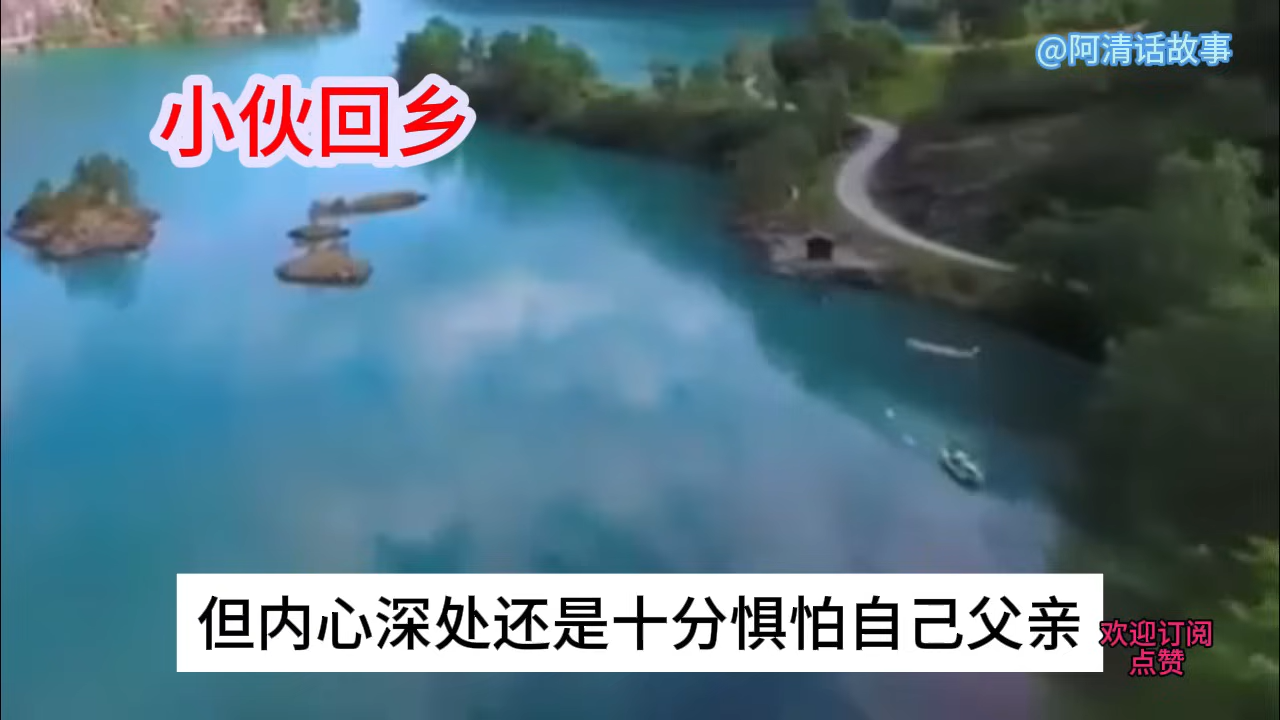 @阿清话故事
小伙回乡
但内心深处还是十分惧怕自己父亲
欢迎订阅
点赞